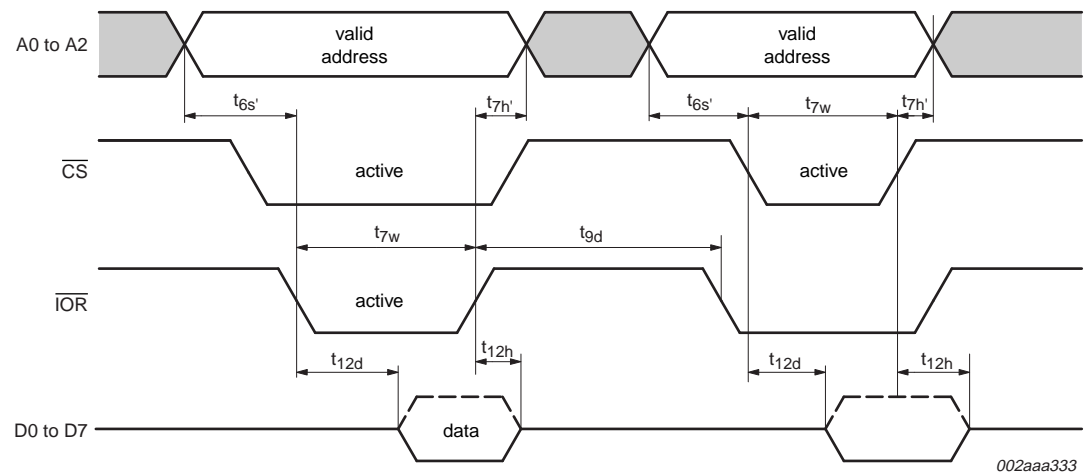 A0 to A2
valid
address
valid
address
t6s'
t7h'
t6s'
t7w
t7h'
CS
active
active
t7w
t9d
IOR
active
t12d
t12h
t12d
t12h
D0 to D7
data
002aaa333